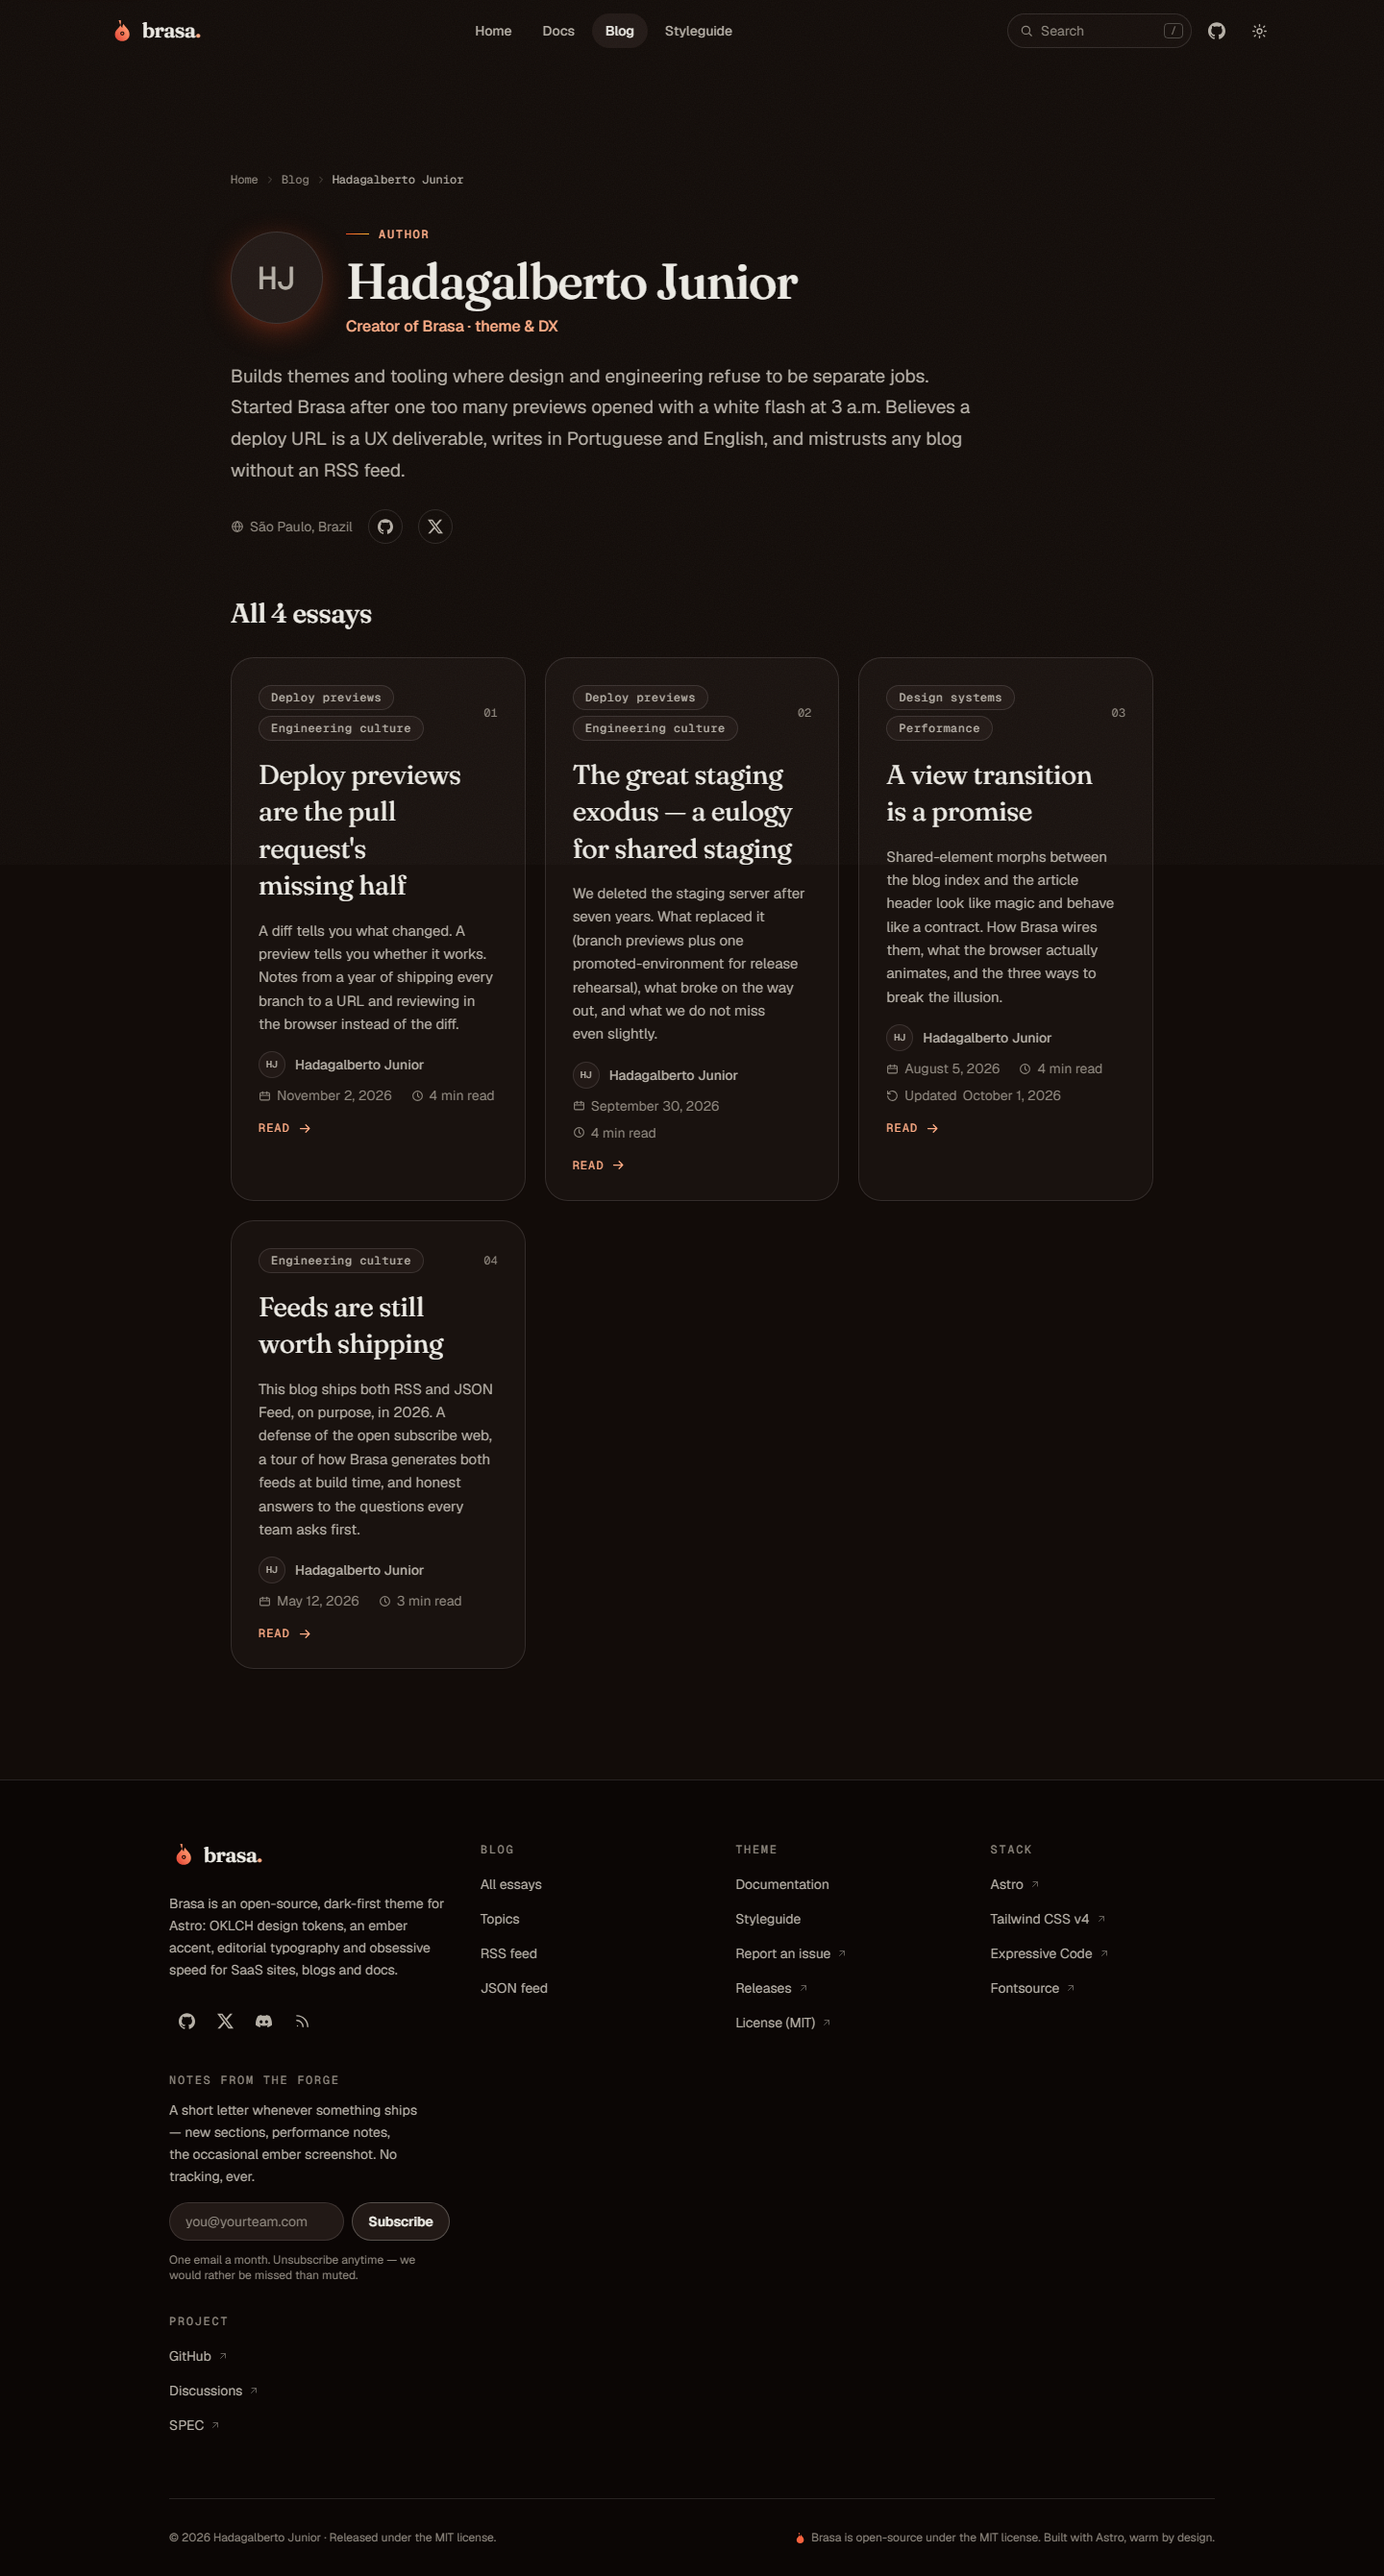 brasa.
Home Docs Blog Styleguide
Search /
Home > Blog > Hadagalberto Junior
AUTHOR
HJ
Hadagalberto Junior
Creator of Brasa · theme & DX
Builds themes and tooling where design and engineering refuse to be separate jobs.
Started Brasa after one too many previews opened with a white flash at 3 a.m. Believes a
deploy URL is a UX deliverable, writes in Portuguese and English, and mistrusts any blog
without an RSS feed.
São Paulo, Brazil
All 4 essays
Deploy previews
Engineering culture
01
Deploy previews
are the pull
request's
missing half
A diff tells you what changed. A
preview tells you whether it works.
Notes from a year of shipping every
branch to a URL and reviewing in
the browser instead of the diff.
HJ Hadagalberto Junior
November 2, 2026 4 min read
READ →
Deploy previews
Engineering culture
02
The great staging
exodus — a eulogy
for shared staging
We deleted the staging server after
seven years. What replaced it
(branch previews plus one
promoted-environment for release
rehearsal), what broke on the way
out, and what we do not miss
even slightly.
HJ Hadagalberto Junior
September 30, 2026
4 min read
READ →
Design systems
Performance
03
A view transition
is a promise
Shared-element morphs between
the blog index and the article
header look like magic and behave
like a contract. How Brasa wires
them, what the browser actually
animates, and the three ways to
break the illusion.
HJ Hadagalberto Junior
August 5, 2026 4 min read
Updated October 1, 2026
READ →
Engineering culture
04
Feeds are still
worth shipping
This blog ships both RSS and JSON
Feed, on purpose, in 2026. A
defense of the open subscribe web,
a tour of how Brasa generates both
feeds at build time, and honest
answers to the questions every
team asks first.
HJ Hadagalberto Junior
May 12, 2026 3 min read
READ →
brasa.
Brasa is an open-source, dark-first theme for
Astro: OKLCH design tokens, an ember
accent, editorial typography and obsessive
speed for SaaS sites, blogs and docs.
NOTES FROM THE FORGE
A short letter whenever something ships
— new sections, performance notes,
the occasional ember screenshot. No
tracking, ever.
you@yourteam.com Subscribe
One email a month. Unsubscribe anytime — we
would rather be missed than muted.
BLOG
All essays
Topics
RSS feed
JSON feed
THEME
Documentation
Styleguide
Report an issue
Releases
License (MIT)
STACK
Astro
Tailwind CSS v4
Expressive Code
Fontsource
PROJECT
GitHub
Discussions
SPEC
© 2026 Hadagalberto Junior · Released under the MIT license.
Brasa is open-source under the MIT license. Built with Astro, warm by design.